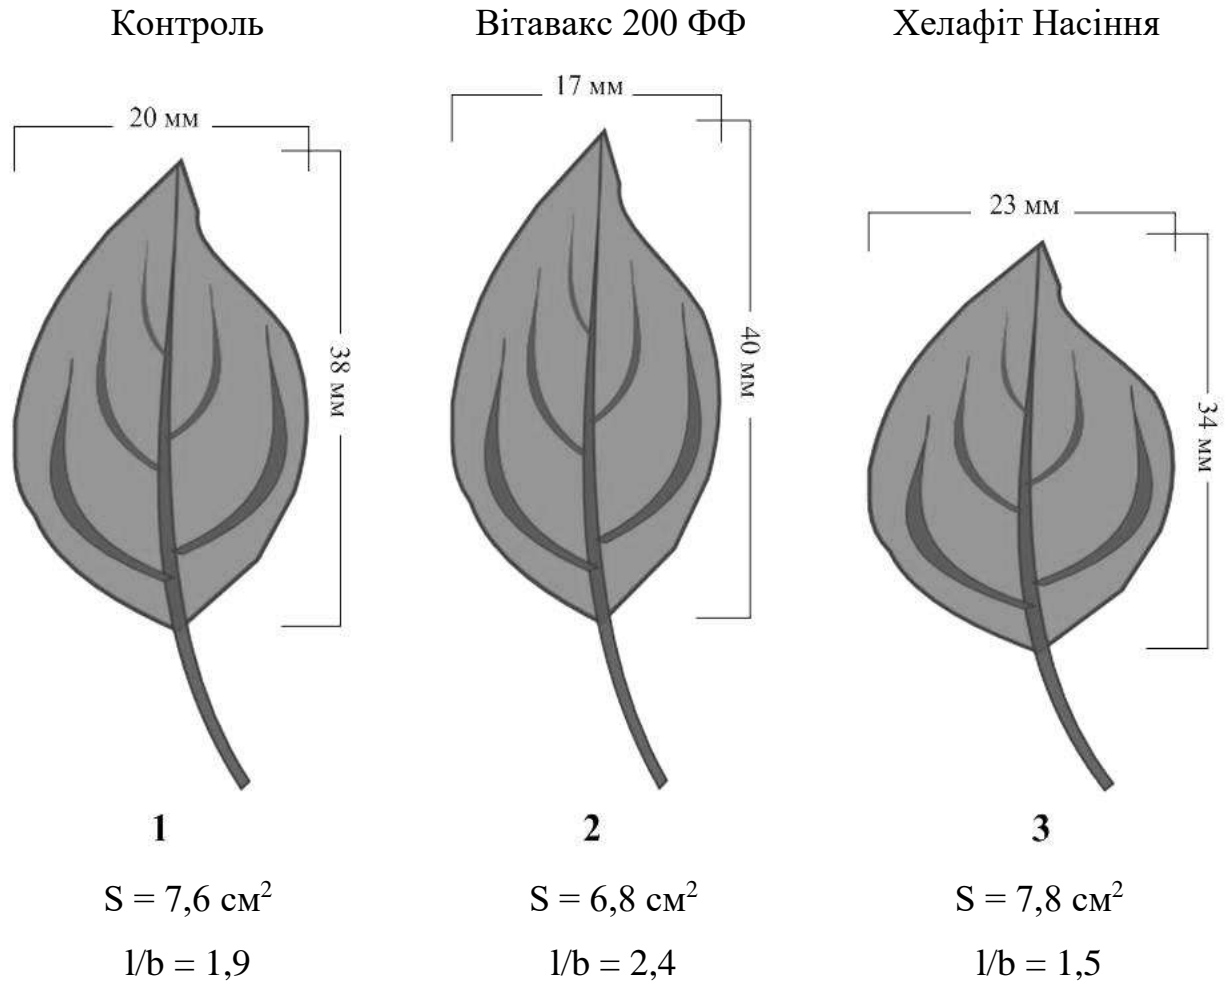 Контроль
Вітавакс 200 ФФ
Хелафіт Насіння
20 мм
38 мм
17 мм
40 мм
23 мм
34 мм
1
2
3
S = 7,6 см²
S = 6,8 см²
S = 7,8 см²
l/b = 1,9
l/b = 2,4
l/b = 1,5